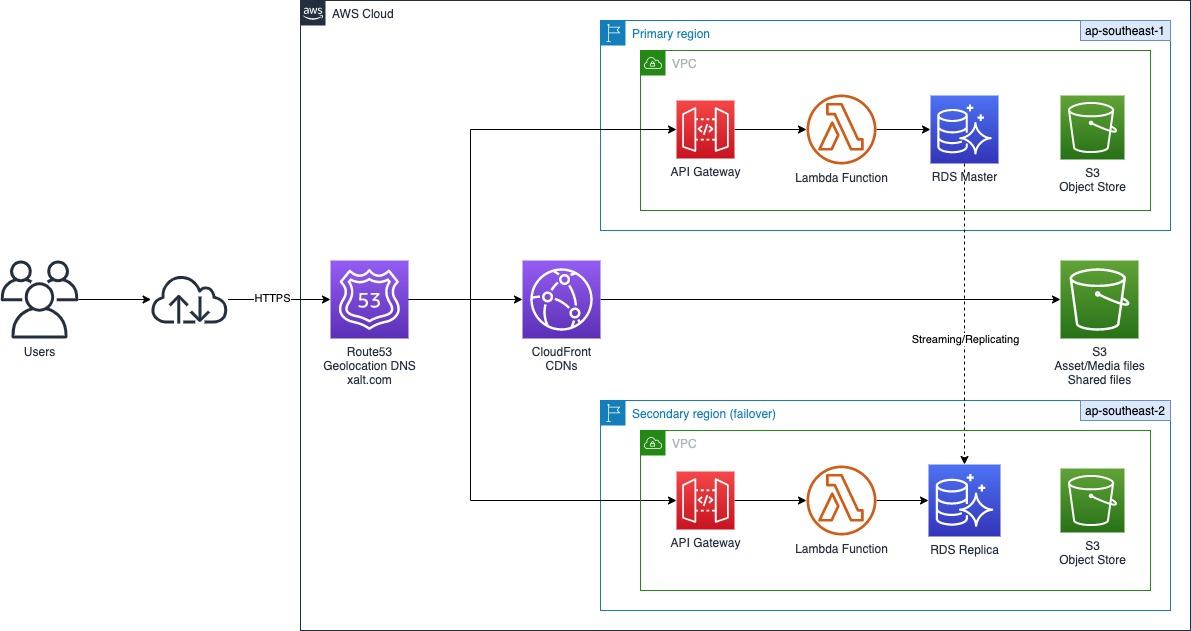 aws
AWS Cloud
Primary region
ap-southeast-1
VPC
</>
API Gateway
Lambda Function
RDS Master
S3
Object Store
HTTPS
53
Users
Route53
Geolocation DNS
xalt.com
CloudFront
CDNs
Streaming/Replicating
S3
Asset/Media files
Shared files
Secondary region (failover)
ap-southeast-2
VPC
</>
API Gateway
Lambda Function
RDS Replica
S3
Object Store